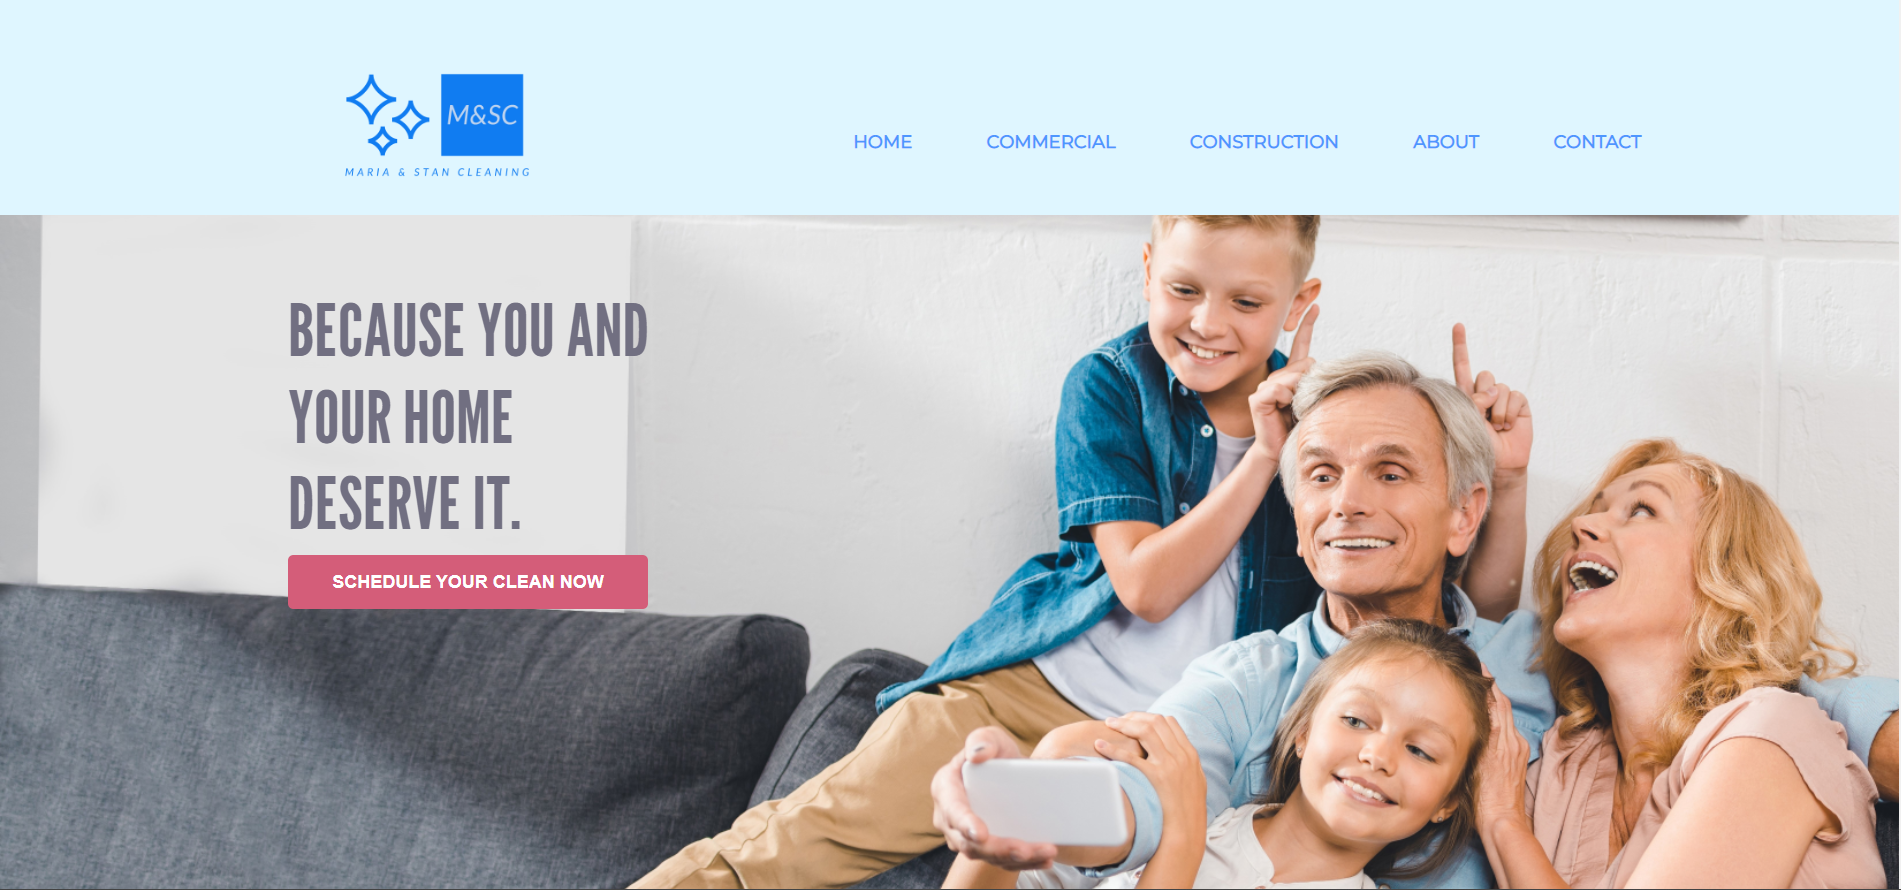 M&SC
MARIA & STAN CLEANING
HOME
COMMERCIAL
CONSTRUCTION
ABOUT
CONTACT
BECAUSE YOU AND
YOUR HOME
DESERVE IT.
SCHEDULE YOUR CLEAN NOW